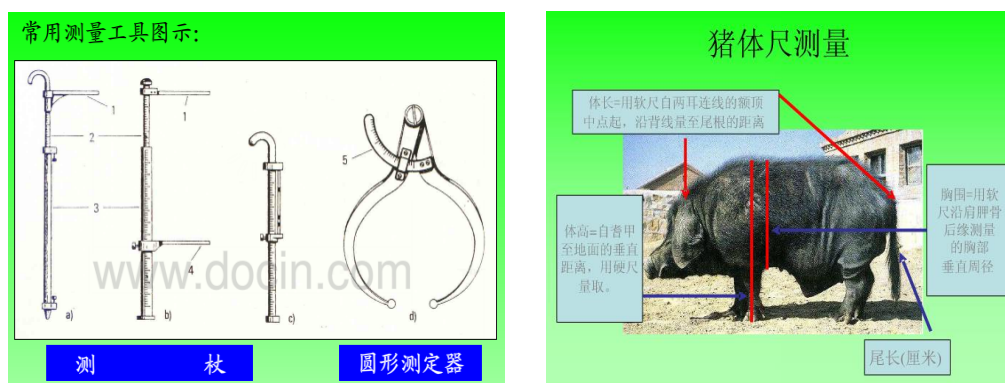 常用测量工具图示:
1
1
2
3
4
5
a)
b)
c)
d)
www.docin.com
测 杖
圆形测定器
猪体尺测量
体长=用软尺自两耳连线的额顶
中点起，沿背线量至尾根的距离
体高=自耆甲
至地面的垂直
距离，用硬尺
量取。
胸围=用软
尺沿肩胛骨
后缘测量
的胸部
垂直周径
尾长(厘米)